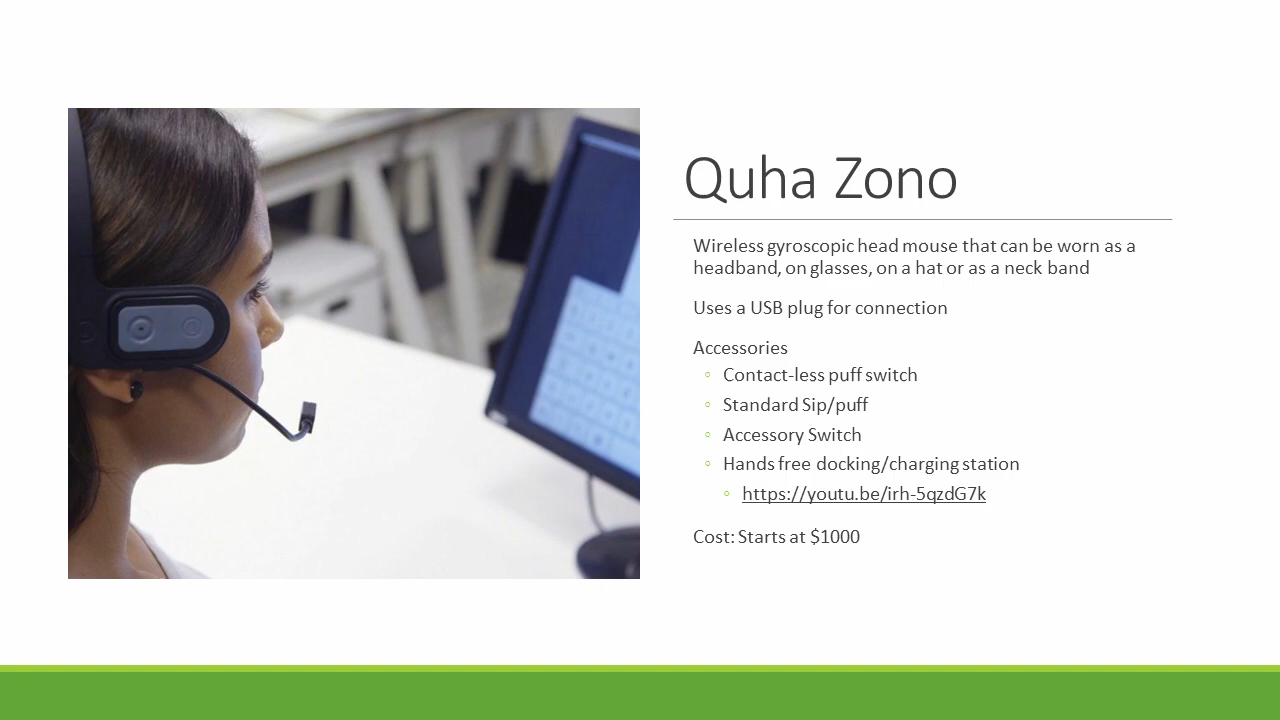 Quha Zono
Wireless gyroscopic head mouse that can be worn as a
headband, on glasses, on a hat or as a neck band
Uses a USB plug for connection
Accessories
◦ Contact-less puff switch
◦ Standard Sip/puff
◦ Accessory Switch
◦ Hands free docking/charging station
◦ https://youtu.be/irh-5qzdG7k
Cost: Starts at $1000